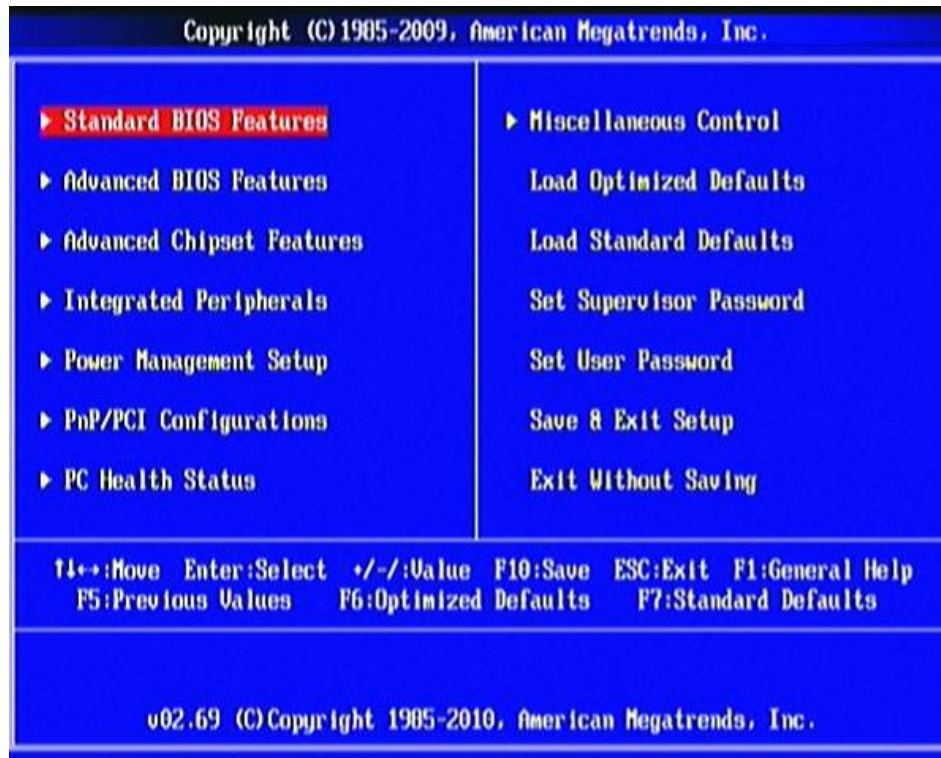 Copyright (C)1985-2009, American Megatrends, Inc.
▶ Standard BIOS Features
▶ Advanced BIOS Features
▶ Advanced Chipset Features
▶ Integrated Peripherals
▶ Power Management Setup
▶ PnP/PCI Configurations
▶ PC Health Status
▶ Miscellaneous Control
Load Optimized Defaults
Load Standard Defaults
Set Supervisor Password
Set User Password
Save & Exit Setup
Exit Without Saving
↑↓←→:Move Enter:Select +/-/:Value F10:Save ESC:Exit F1:General Help
F5:Previous Values F6:Optimized Defaults F7:Standard Defaults
v02.69 (C)Copyright 1985-2010, American Megatrends, Inc.